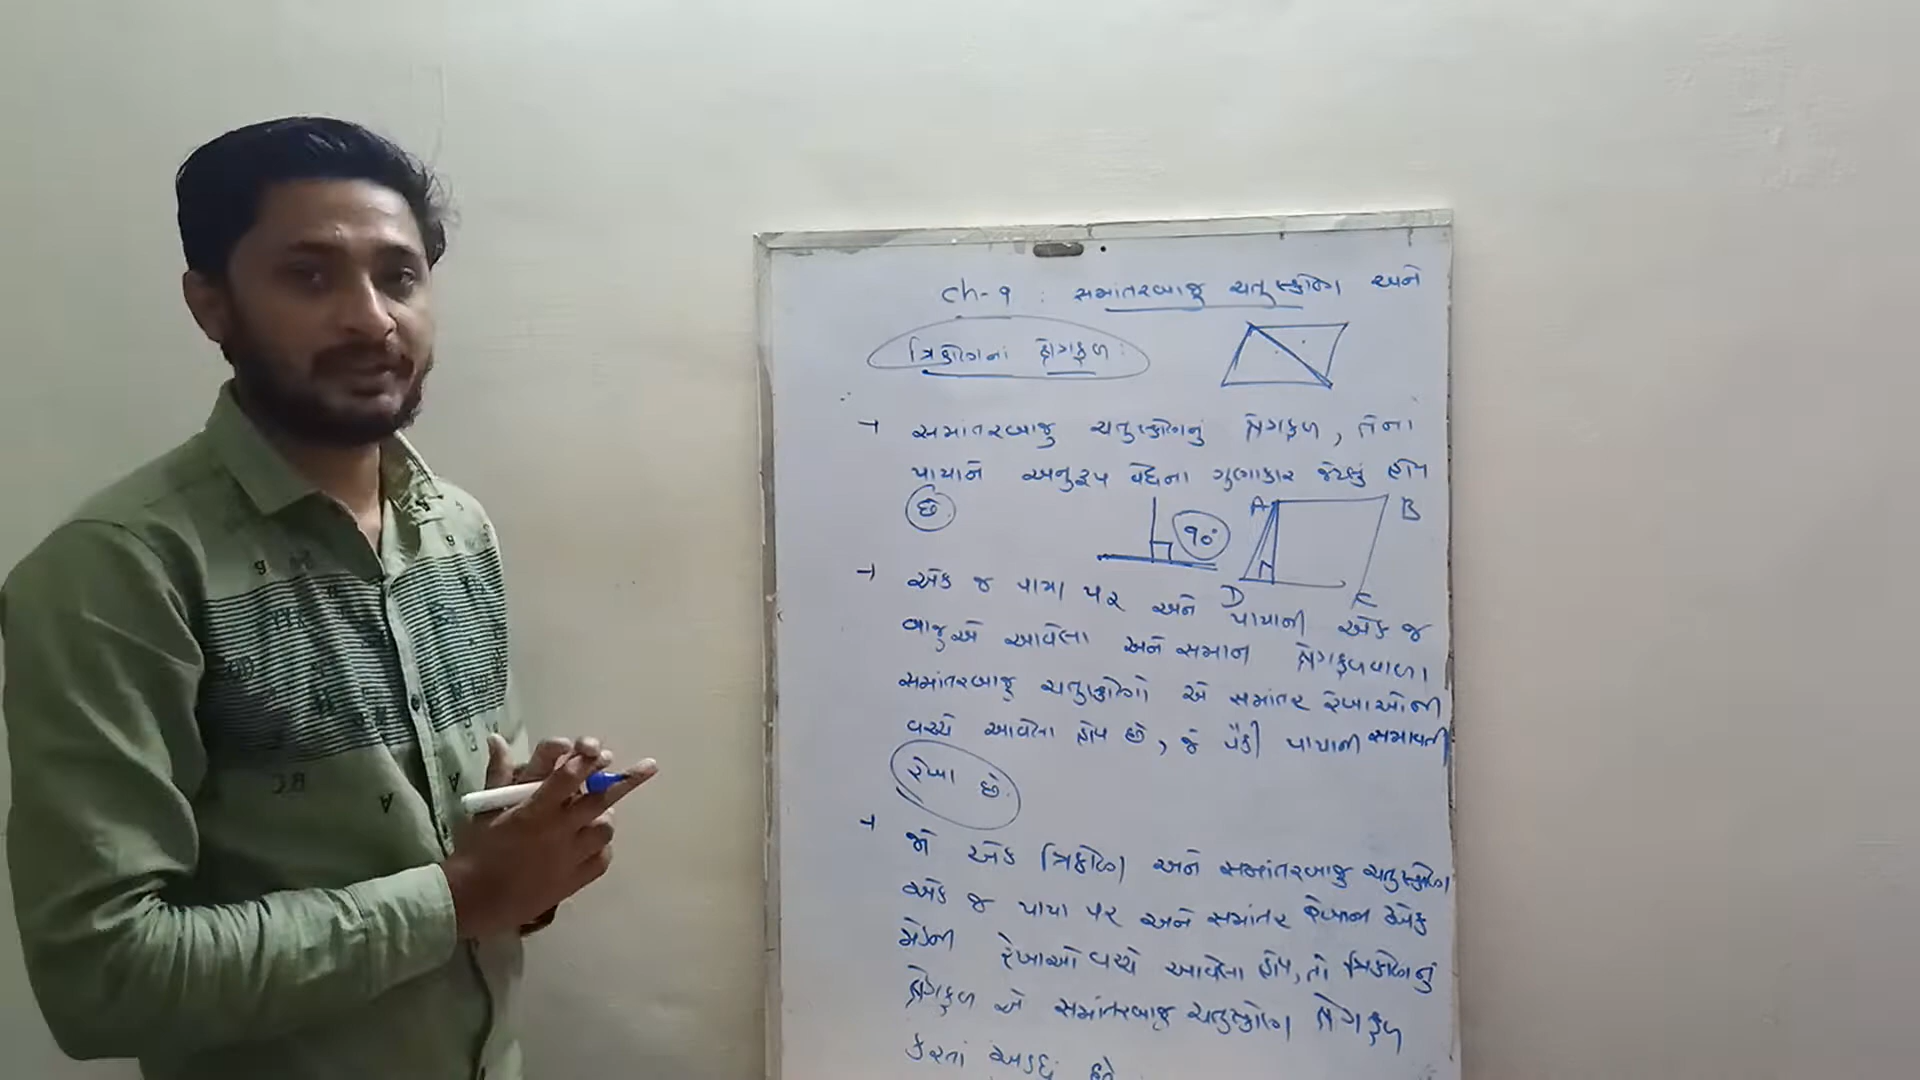 Ch-9 : સમાંતરબાજુ ચતુષ્કોણ અને
ત્રિકોણનાં ક્ષેત્રફળ :
→ સમાંતરબાજુ ચતુષ્કોણનું ક્ષેત્રફળ, તેના
પાયાને અનુરૂપ વેધના ગુણાકાર જેટલું હોય
છે
90°
A B
D C
→ એક જ પાયા પર અને પાયાની એક જ
બાજુએ આવેલા અને સમાન ક્ષેત્રફળવાળા
સમાંતરબાજુ ચતુષ્કોણો એ સમાંતર રેખાઓની
વચ્ચે આવેલા હોય છે, જે પૈકી પાયાની સમાવતી
રેખા છે.
→ જો એક ત્રિકોણ અને સમાંતરબાજુ ચતુષ્કોણ
એક જ પાયા પર અને સમાંતર રેખાન
રેખાઓ વચ્ચે આવેલા હોય, તો ત્રિકોણનું
ક્ષેત્રફળ એ સમાંતરબાજુ ચતુષ્કોણ ક્ષેત્રફળ
કરતાં અડધું